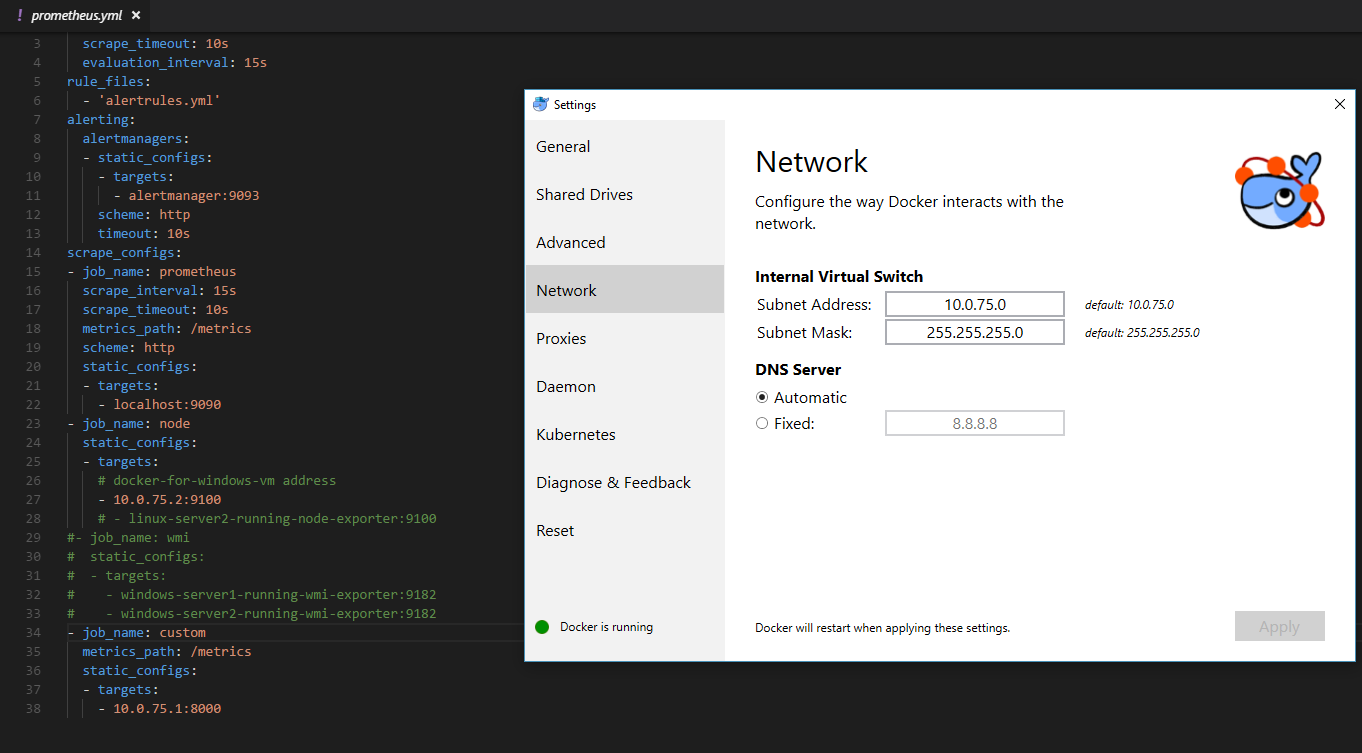 ! prometheus.yml ×
3 scrape_timeout: 10s
4 evaluation_interval: 15s
5 rule_files:
6 - 'alertrules.yml'
7 alerting:
8 alertmanagers:
9 - static_configs:
10 - targets:
11 - alertmanager:9093
12 scheme: http
13 timeout: 10s
14 scrape_configs:
15 - job_name: prometheus
16 scrape_interval: 15s
17 scrape_timeout: 10s
18 metrics_path: /metrics
19 scheme: http
20 static_configs:
21 - targets:
22 - localhost:9090
23 - job_name: node
24 static_configs:
25 - targets:
26 # docker-for-windows-vm address
27 - 10.0.75.2:9100
28 # - linux-server2-running-node-exporter:9100
29 #- job_name: wmi
30 # static_configs:
31 # - targets:
32 # - windows-server1-running-wmi-exporter:9182
33 # - windows-server2-running-wmi-exporter:9182
34 - job_name: custom
35 metrics_path: /metrics
36 static_configs:
37 - targets:
38 - 10.0.75.1:8000
Settings
General
Shared Drives
Advanced
Network
Proxies
Daemon
Kubernetes
Diagnose & Feedback
Reset
Docker is running
Network
Configure the way Docker interacts with the
network.
Internal Virtual Switch
Subnet Address: 10.0.75.0 default: 10.0.75.0
Subnet Mask: 255.255.255.0 default: 255.255.255.0
DNS Server
Automatic
Fixed: 8.8.8.8
Docker will restart when applying these settings.
Apply